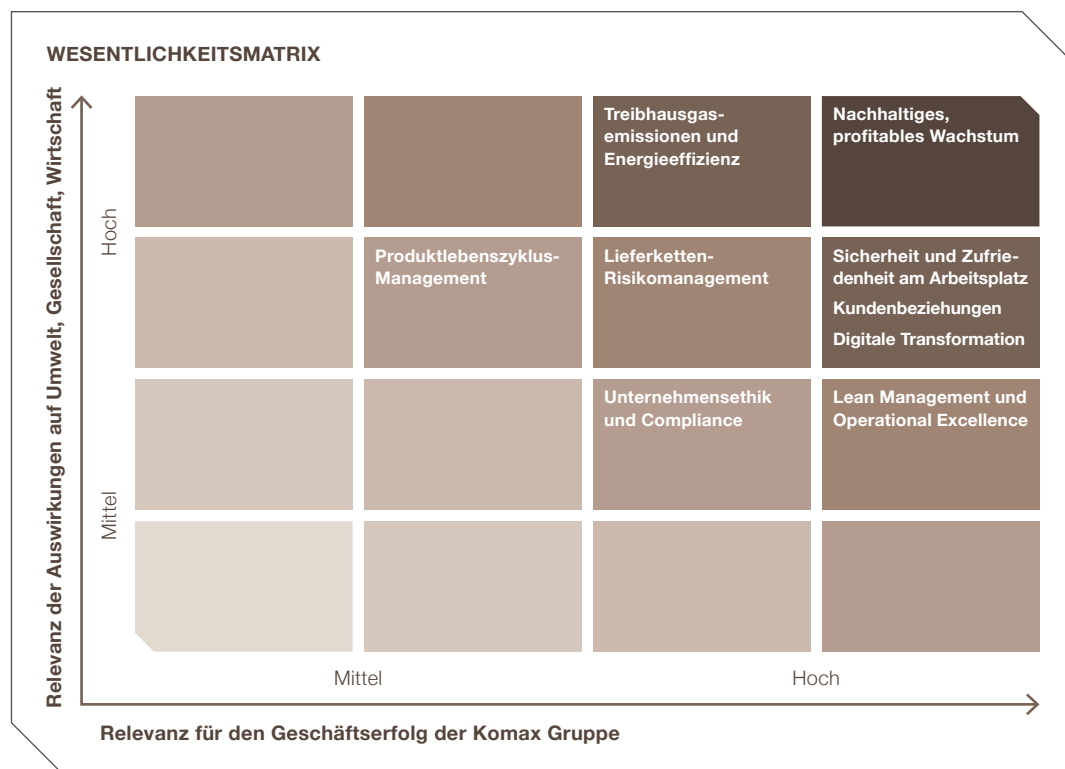 WESENTLICHKEITSMATRIX
Relevanz der Auswirkungen auf Umwelt, Gesellschaft, Wirtschaft
Hoch
Mittel
Treibhausgas-
emissionen und
Energieeffizienz
Nachhaltiges,
profitables Wachstum
Produktlebenszyklus-
Management
Lieferketten-
Risikomanagement
Sicherheit und Zufrie-
denheit am Arbeitsplatz
Kundenbeziehungen
Digitale Transformation
Unternehmensethik
und Compliance
Lean Management und
Operational Excellence
Mittel
Hoch
Relevanz für den Geschäftserfolg der Komax Gruppe